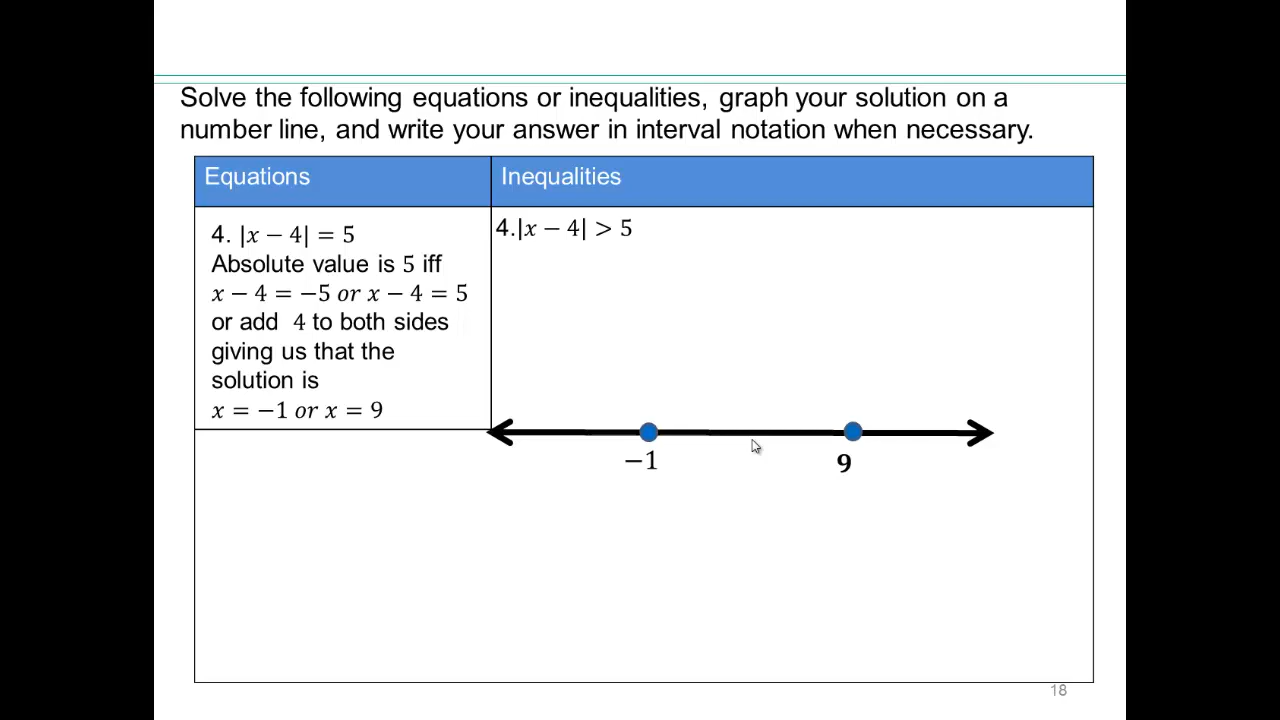 Solve the following equations or inequalities, graph your solution on a
number line, and write your answer in interval notation when necessary.
Equations
Inequalities
4. |x − 4| = 5
Absolute value is 5 iff
x − 4 = −5 or x − 4 = 5
or add 4 to both sides
giving us that the
solution is
x = −1 or x = 9
4.|x − 4| > 5
−1
9
18